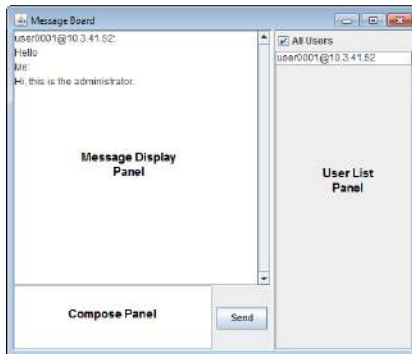 Message Board
user0001@10.3.41.52:
Hello
Me:
Hi, this is the administrator.
Message Display
Panel
Compose Panel
Send
All Users
user0001@10.3.41.52
User List
Panel